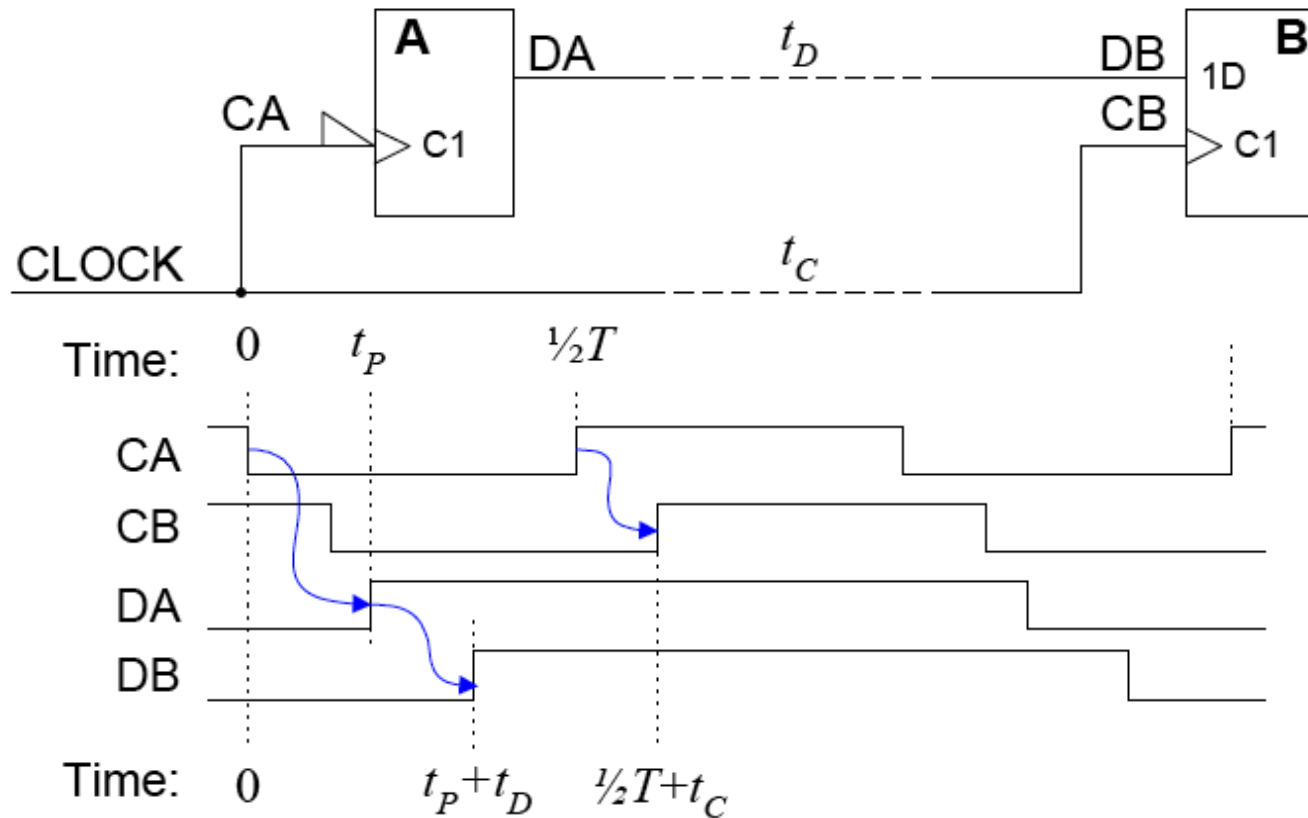 A DA t_D DB 1D B
CA C1 CB C1
CLOCK t_C
Time: 0 t_P ½T
CA
CB
DA
DB
Time: 0 t_P+t_D ½T+t_C